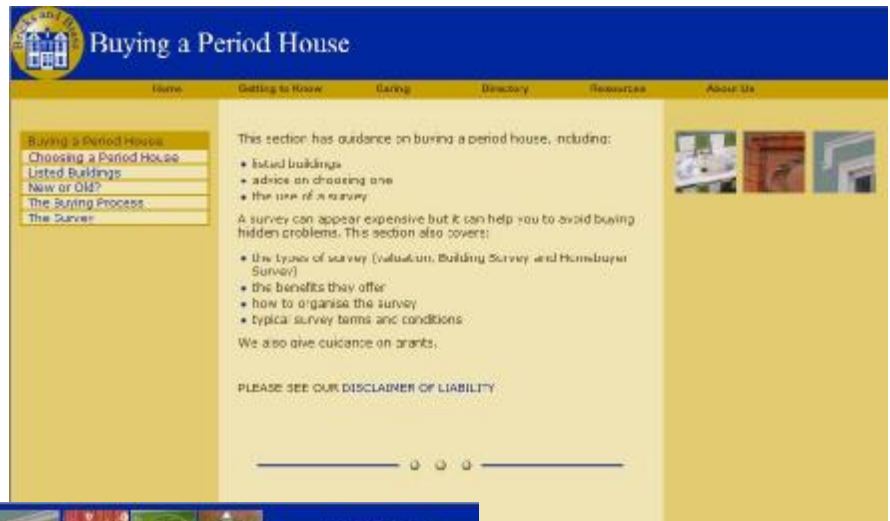 Bricks and Brass
Buying a Period House
Home Getting to Know Caring Directory Resources About Us
Buying a Period House
Choosing a Period House
Listed Buildings
New or Old?
The Buying Process
The Survey
This section has guidance on buying a period house, including:
• listed buildings
• advice on choosing one
• the use of a survey
A survey can appear expensive but it can help you to avoid buying
hidden problems. This section also covers:
• the types of survey (valuation, Building Survey and Homebuyer
Survey)
• the benefits they offer
• how to organise the survey
• typical survey terms and conditions
We also give guidance on grants.
PLEASE SEE OUR DISCLAIMER OF LIABILITY